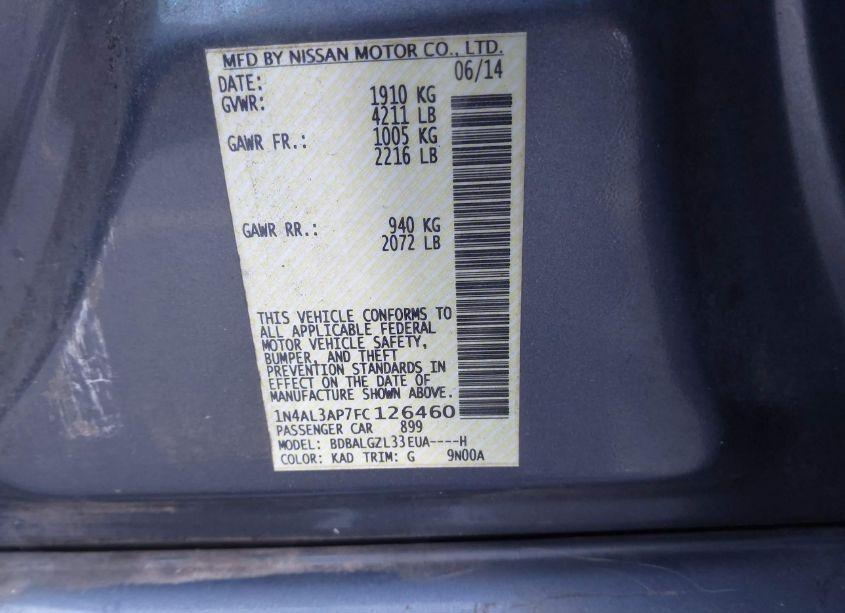 MFD BY NISSAN MOTOR CO., LTD.
DATE: 06/14
GVWR: 1910 KG
4211 LB
GAWR FR.: 1005 KG
2216 LB
GAWR RR.: 940 KG
2072 LB
THIS VEHICLE CONFORMS TO
ALL APPLICABLE FEDERAL
MOTOR VEHICLE SAFETY,
BUMPER, AND THEFT
PREVENTION STANDARDS IN
EFFECT ON THE DATE OF
MANUFACTURE SHOWN ABOVE.
1N4AL3AP7FC126460
PASSENGER CAR 899
MODEL: BDBALGZL33EUA----H
COLOR: KAD TRIM: G 9N00A